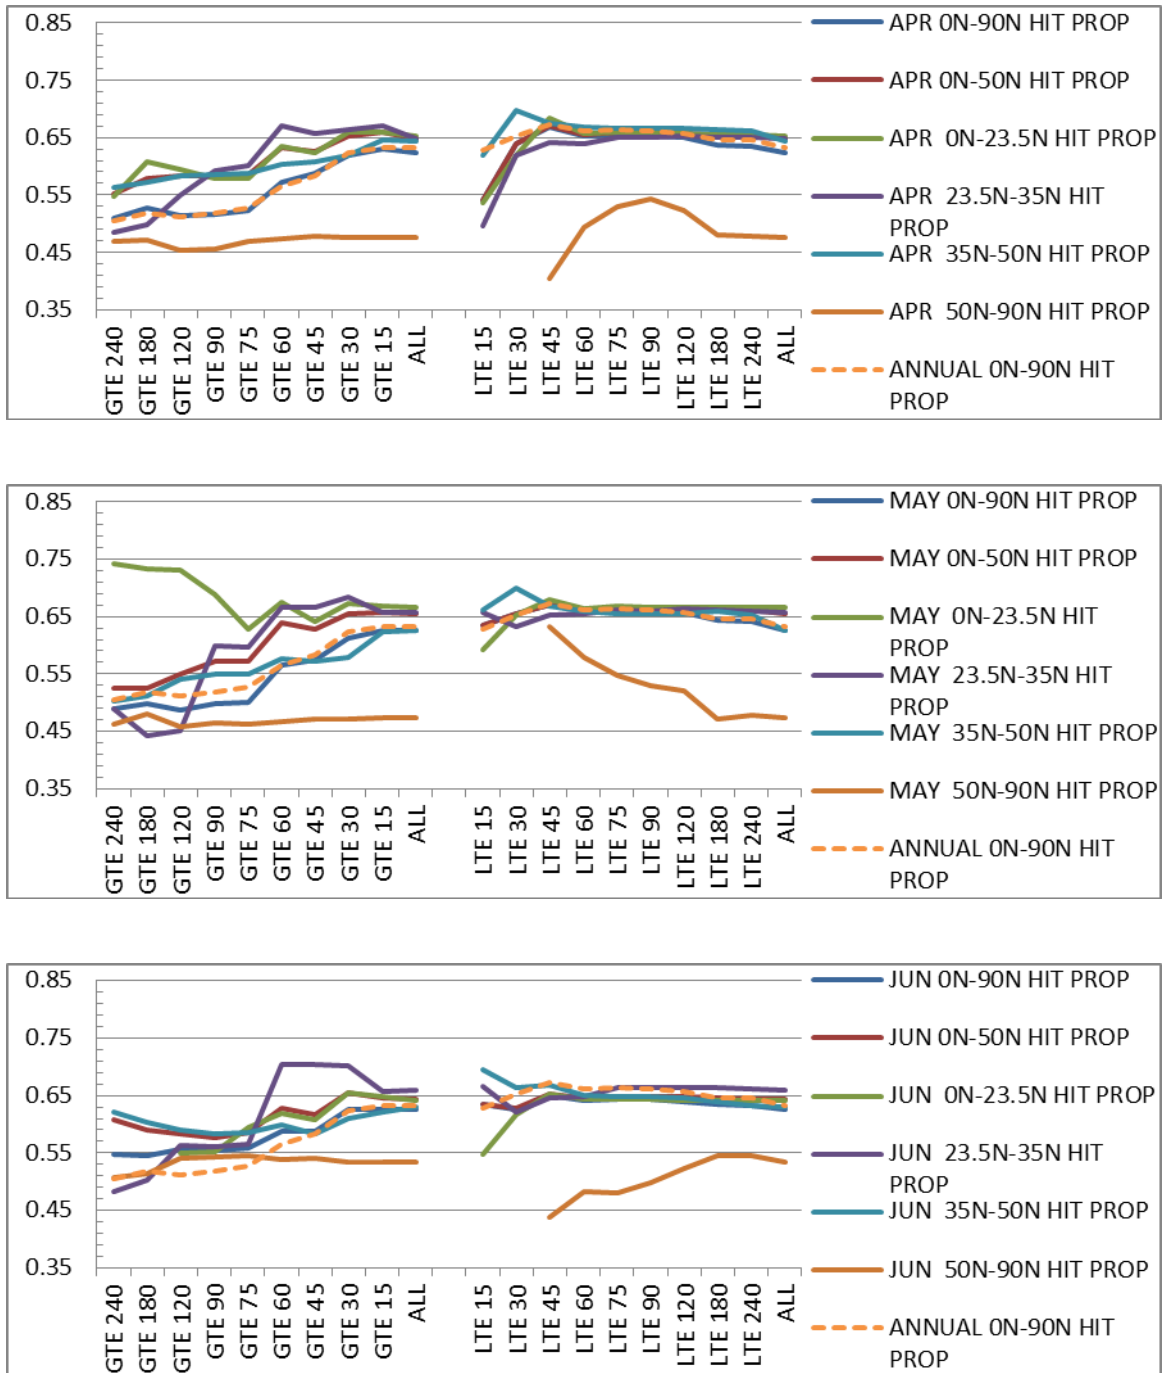 0.85
0.75
0.65
0.55
0.45
0.35
GTE 240
GTE 180
GTE 120
GTE 90
GTE 75
GTE 60
GTE 45
GTE 30
GTE 15
ALL
LTE 15
LTE 30
LTE 45
LTE 60
LTE 75
LTE 90
LTE 120
LTE 180
LTE 240
ALL
APR 0N-90N HIT PROP
APR 0N-50N HIT PROP
APR 0N-23.5N HIT PROP
APR 23.5N-35N HIT
PROP
APR 35N-50N HIT PROP
APR 50N-90N HIT PROP
ANNUAL 0N-90N HIT
PROP
0.85
0.75
0.65
0.55
0.45
0.35
GTE 240
GTE 180
GTE 120
GTE 90
GTE 75
GTE 60
GTE 45
GTE 30
GTE 15
ALL
LTE 15
LTE 30
LTE 45
LTE 60
LTE 75
LTE 90
LTE 120
LTE 180
LTE 240
ALL
MAY 0N-90N HIT PROP
MAY 0N-50N HIT PROP
MAY 0N-23.5N HIT
PROP
MAY 23.5N-35N HIT
PROP
MAY 35N-50N HIT PROP
MAY 50N-90N HIT PROP
ANNUAL 0N-90N HIT
PROP
0.85
0.75
0.65
0.55
0.45
0.35
GTE 240
GTE 180
GTE 120
GTE 90
GTE 75
GTE 60
GTE 45
GTE 30
GTE 15
ALL
LTE 15
LTE 30
LTE 45
LTE 60
LTE 75
LTE 90
LTE 120
LTE 180
LTE 240
ALL
JUN 0N-90N HIT PROP
JUN 0N-50N HIT PROP
JUN 0N-23.5N HIT PROP
JUN 23.5N-35N HIT
PROP
JUN 35N-50N HIT PROP
JUN 50N-90N HIT PROP
ANNUAL 0N-90N HIT
PROP